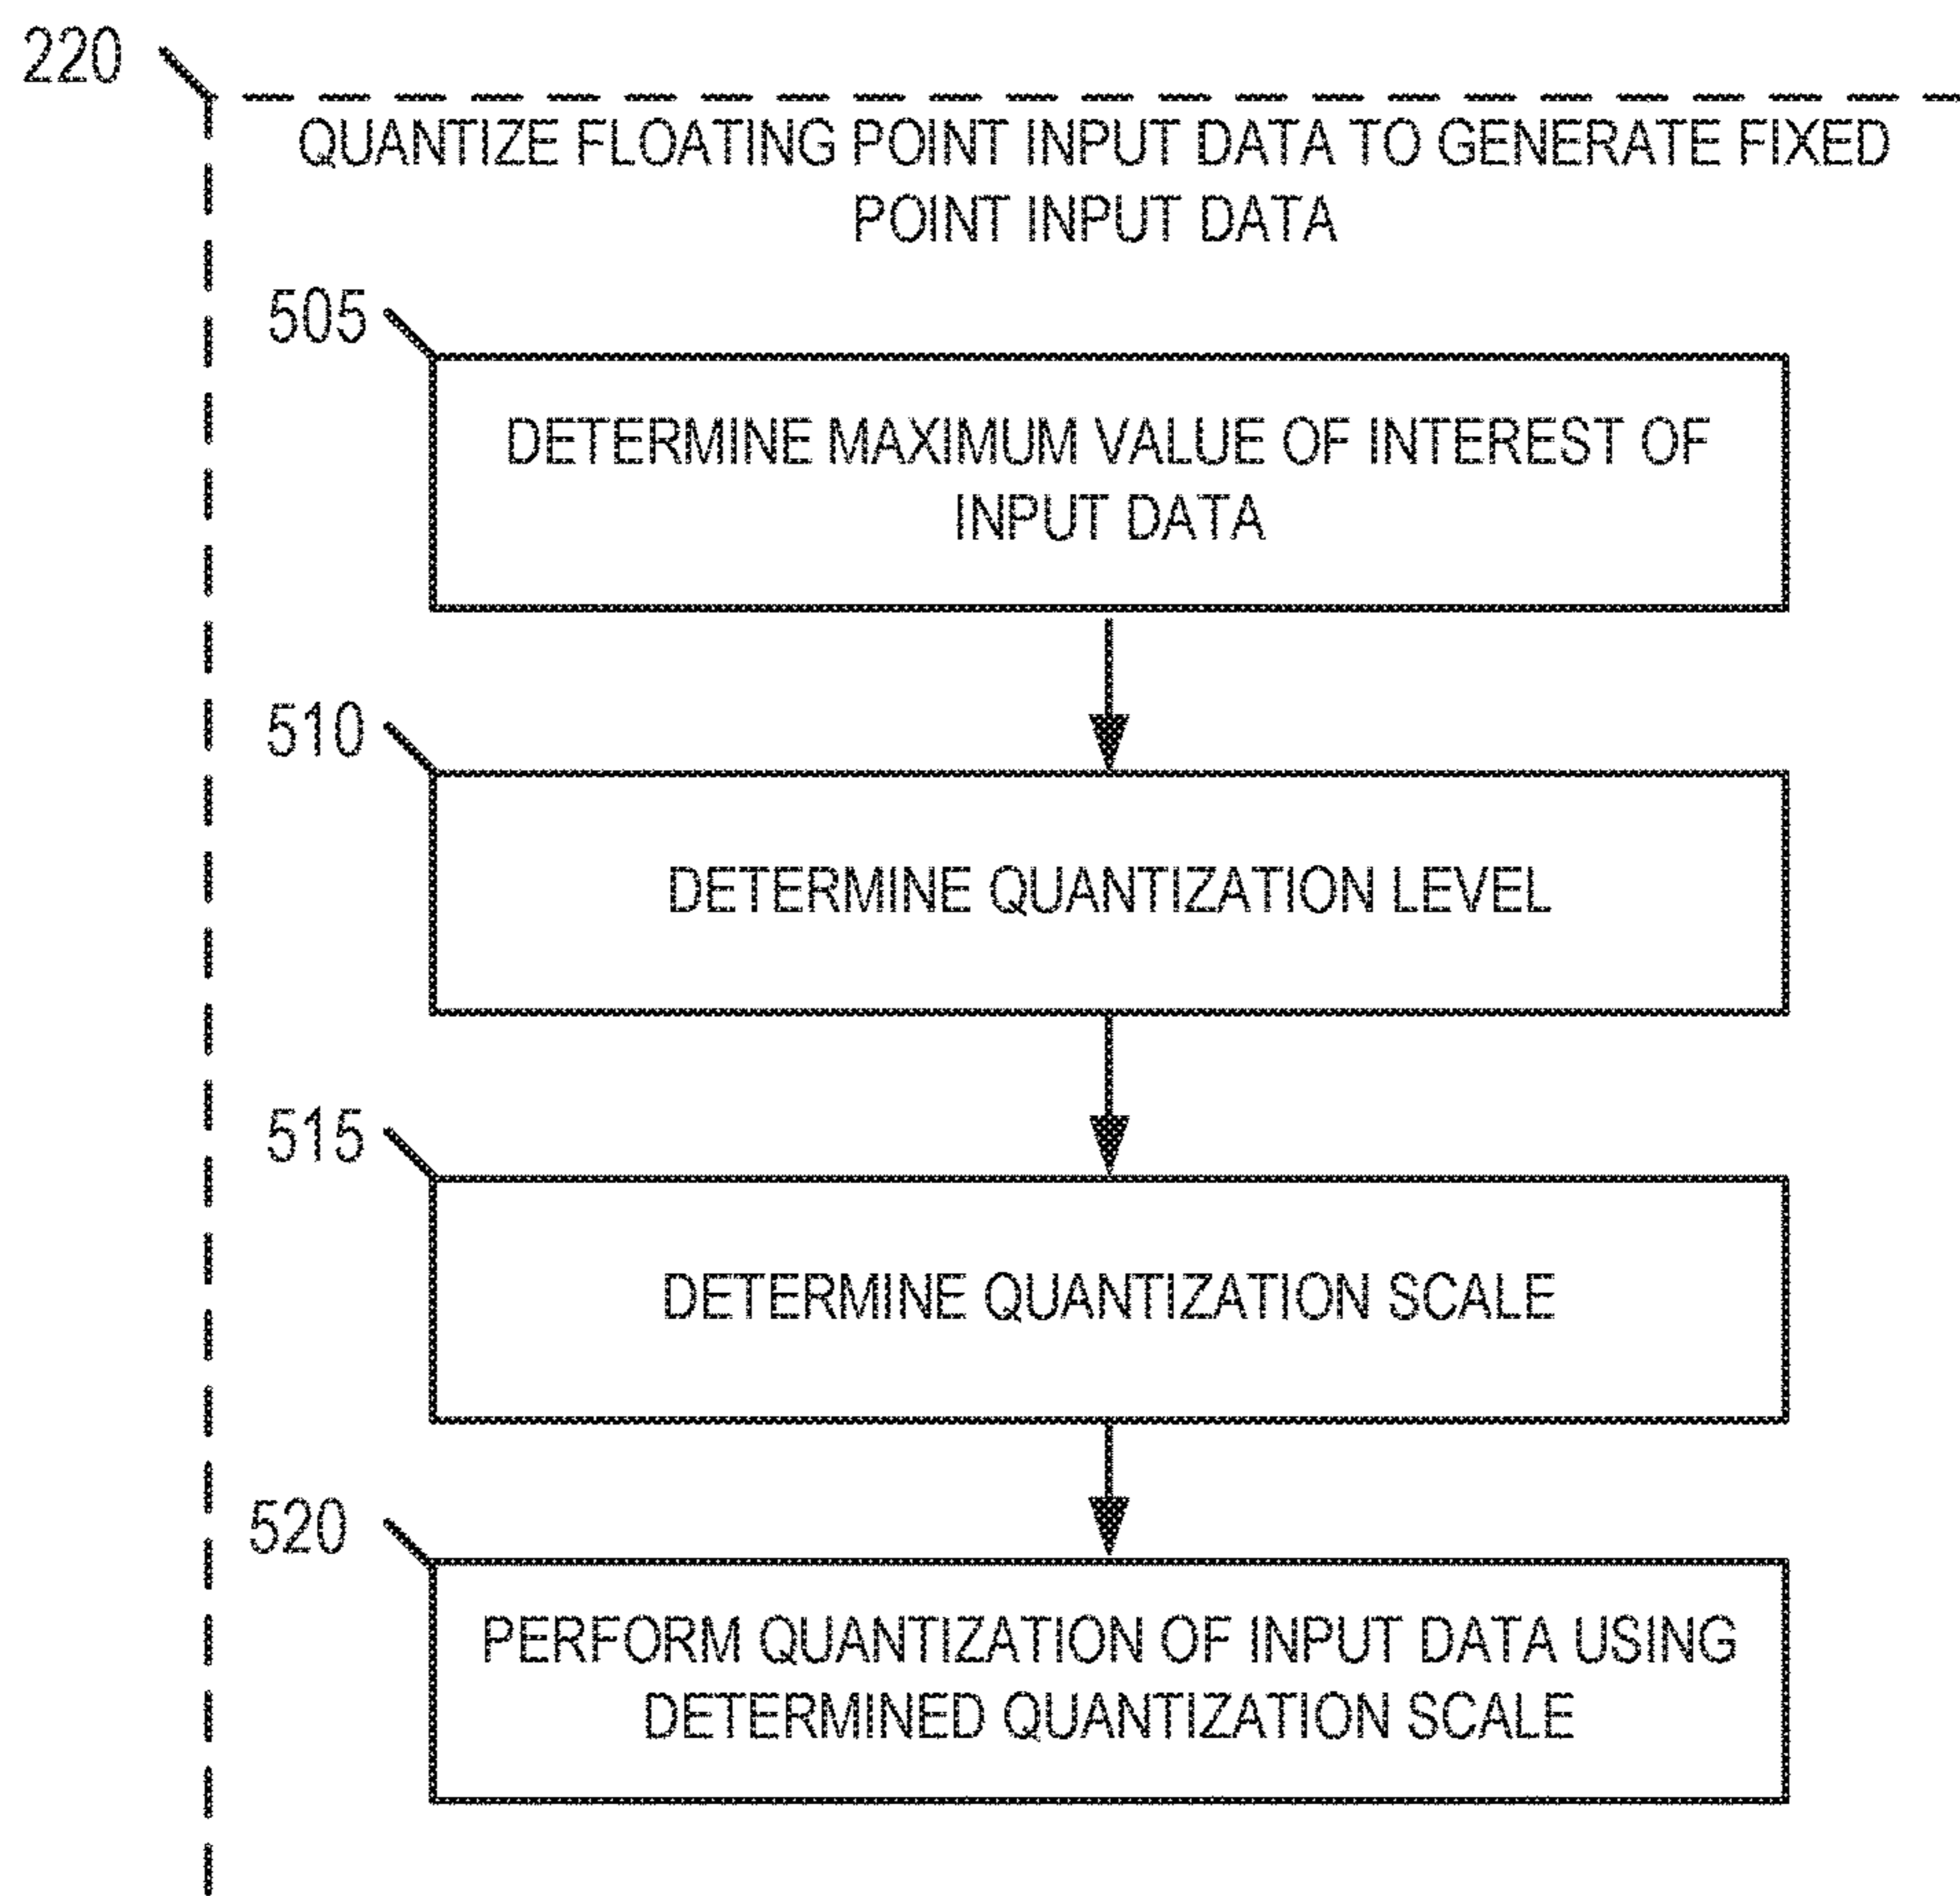 220
QUANTIZE FLOATING POINT INPUT DATA TO GENERATE FIXED
POINT INPUT DATA
505
DETERMINE MAXIMUM VALUE OF INTEREST OF
INPUT DATA
510
DETERMINE QUANTIZATION LEVEL
515
DETERMINE QUANTIZATION SCALE
520
PERFORM QUANTIZATION OF INPUT DATA USING
DETERMINED QUANTIZATION SCALE